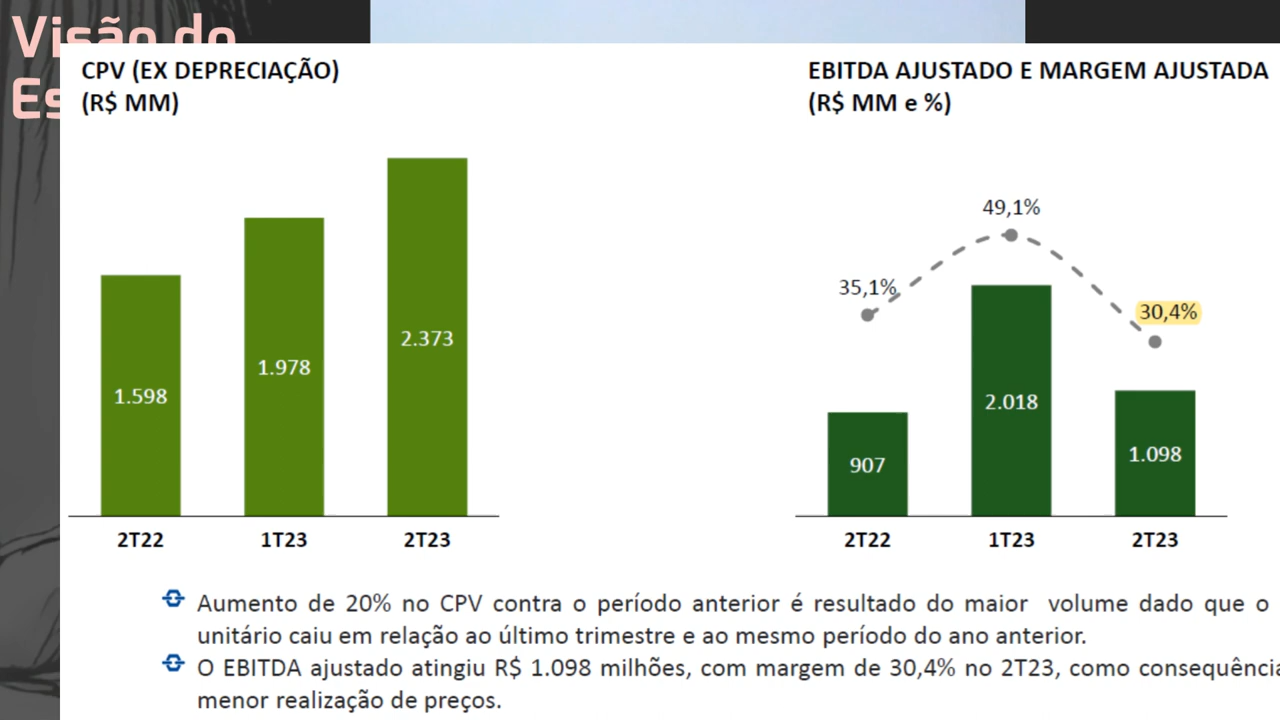 Visão do
Es
CPV (EX DEPRECIAÇÃO)
(R$ MM)
2.373
1.978
1.598
2T22 1T23 2T23
EBITDA AJUSTADO E MARGEM AJUSTADA
(R$ MM e %)
49,1%
35,1%
30,4%
2.018
1.098
907
2T22 1T23 2T23
Aumento de 20% no CPV contra o período anterior é resultado do maior volume dado que o
unitário caiu em relação ao último trimestre e ao mesmo período do ano anterior.
O EBITDA ajustado atingiu R$ 1.098 milhões, com margem de 30,4% no 2T23, como consequência
menor realização de preços.